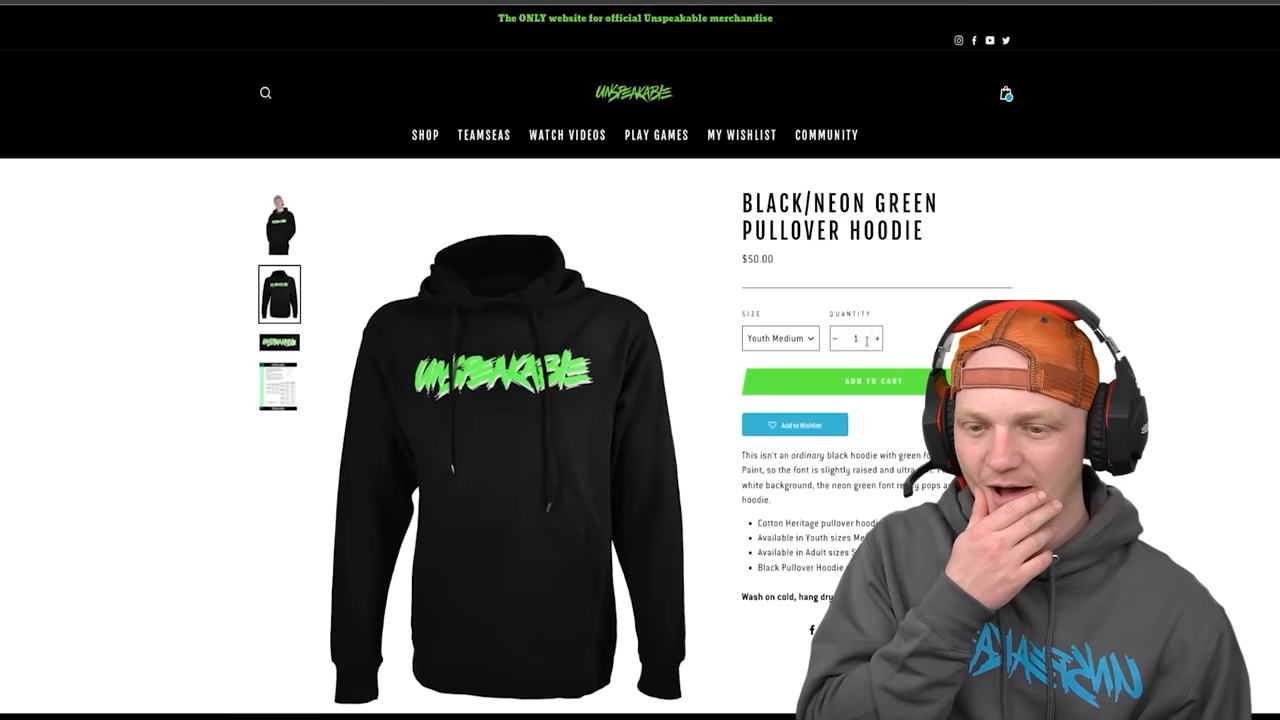 The ONLY website for official Unspeakable merchandise
UNSPEAKABLE
SHOP TEAMSEAS WATCH VIDEOS PLAY GAMES MY WISHLIST COMMUNITY
BLACK/NEON GREEN
PULLOVER HOODIE
$50.00
SIZE QUANTITY
Youth Medium - 1 +
ADD TO CART
Add to Wishlist
This isn't an ordinary black hoodie with green
Paint, so the font is slightly raised and ultra
white background, the neon green font really pops
hoodie.
Cotton Heritage pullover
Available in Youth sizes
Available in Adult sizes
Black Pullover Hoodie
Wash on cold, hang dry
UNSPEAKABLE